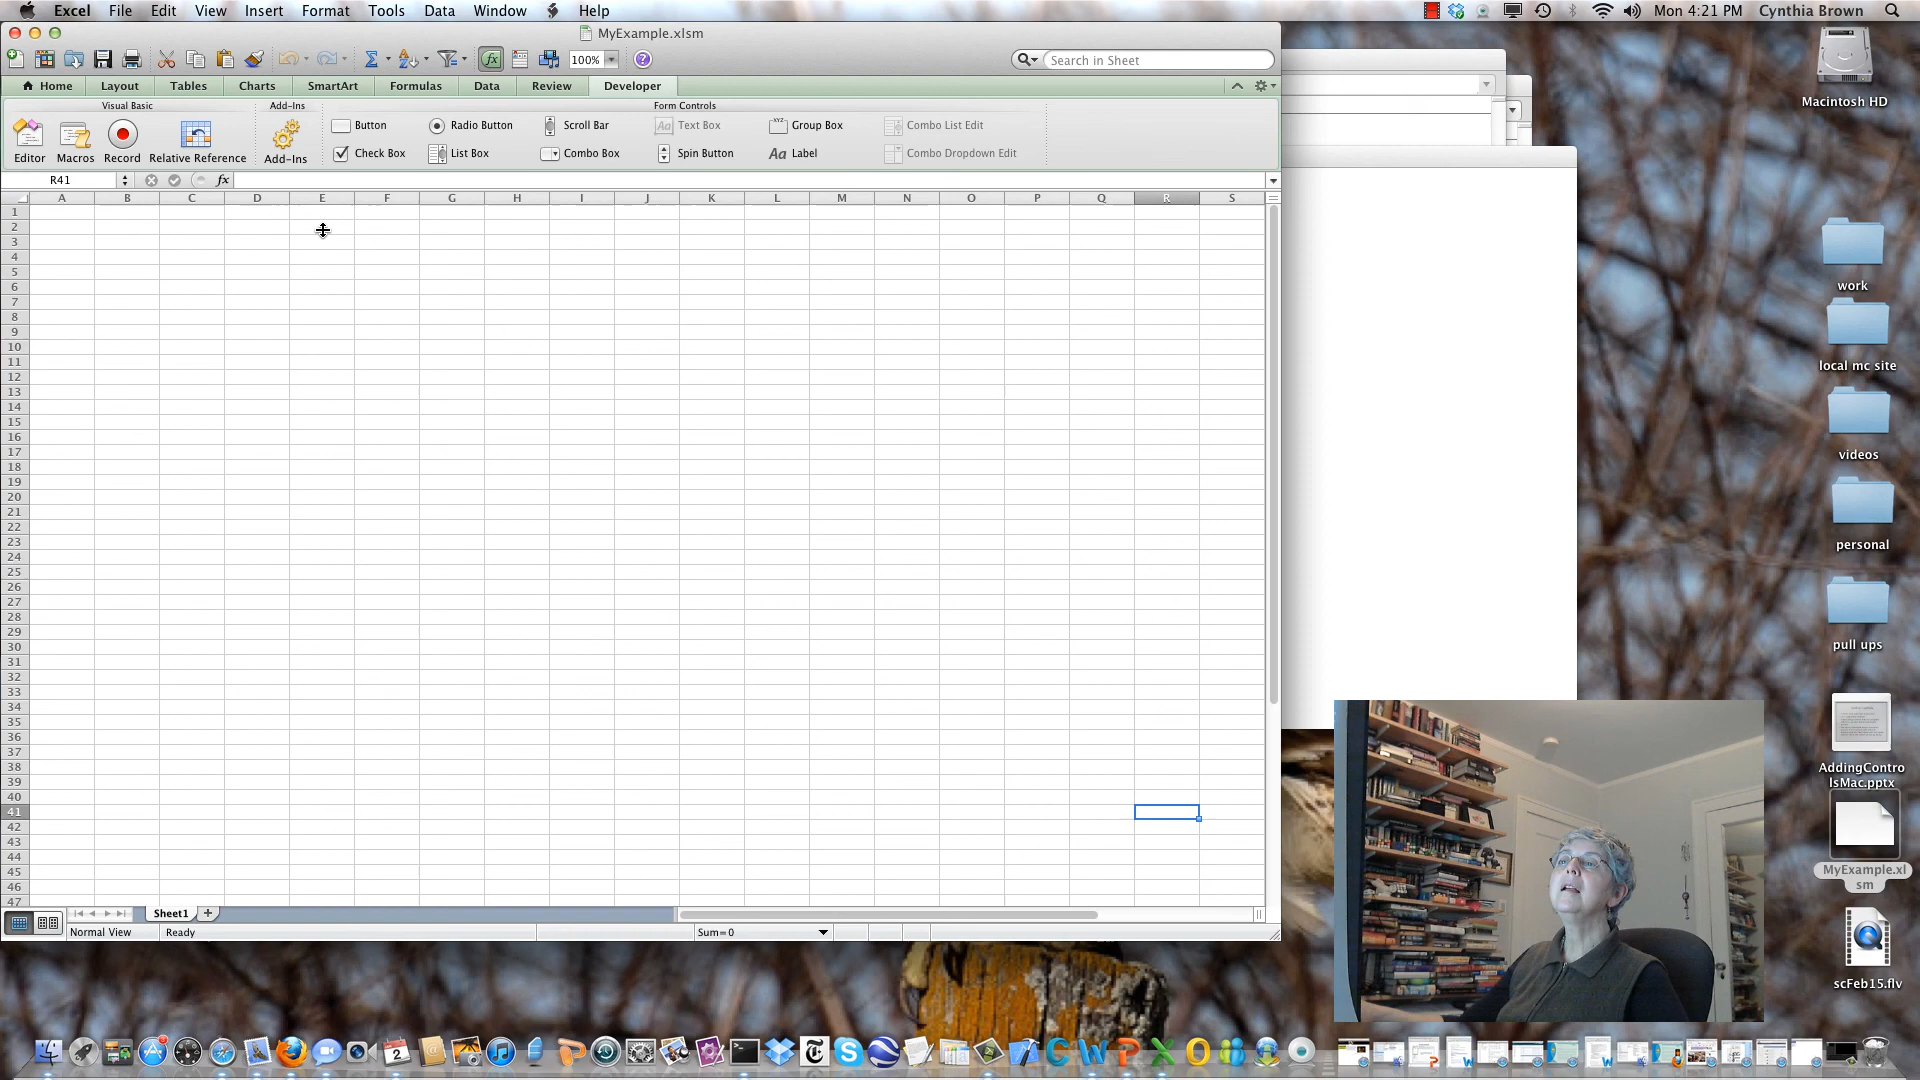 Excel File Edit View Insert Format Tools Data Window Help Mon 4:21 PM Cynthia Brown
MyExample.xlsm
100% Search in Sheet
Home Layout Tables Charts SmartArt Formulas Data Review Developer
Visual Basic Add-Ins Form Controls
Button Radio Button Scroll Bar Text Box Group Box Combo List Edit
Editor Macros Record Relative Reference Add-Ins Check Box List Box Combo Box Spin Button Label Combo Dropdown Edit
R41 fx
A B C D E F G H I J K L M N O P Q R S
1
2
3
4
5
6
7
8
9
10
11
12
13
14
15
16
17
18
19
20
21
22
23
24
25
26
27
28
29
30
31
32
33
34
35
36
37
38
39
40
41
42
43
44
45
46
47
Sheet1
Normal View Ready Sum=0
Macintosh HD
work
local mc site
videos
personal
pull ups
AddingContro
lsMac.pptx
MyExample.xl
sm
scFeb15.flv